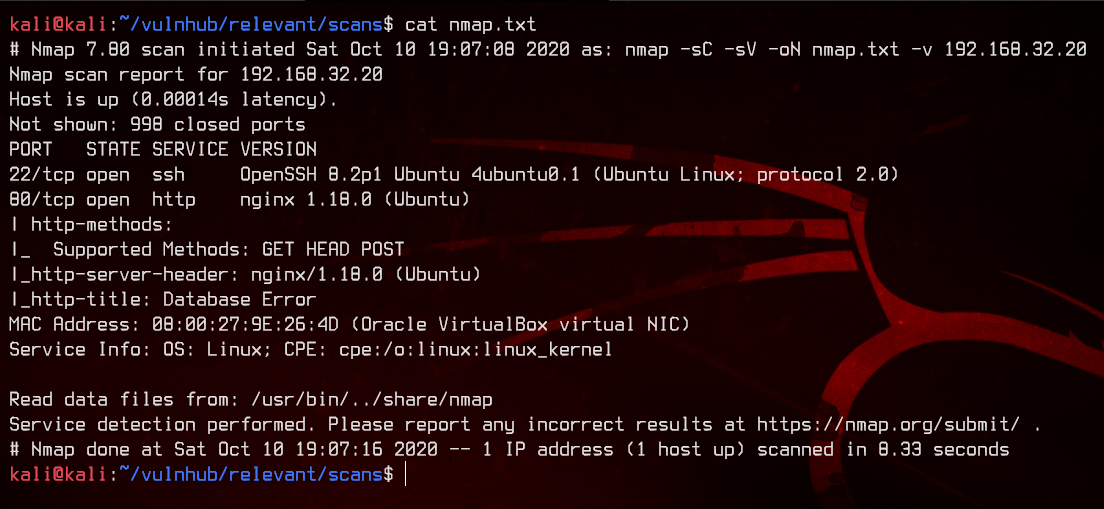 kali@kali:~/vulnhub/relevant/scans$ cat nmap.txt
# Nmap 7.80 scan initiated Sat Oct 10 19:07:08 2020 as: nmap -sC -sV -oN nmap.txt -v 192.168.32.20
Nmap scan report for 192.168.32.20
Host is up (0.00014s latency).
Not shown: 998 closed ports
PORT   STATE SERVICE VERSION
22/tcp open  ssh     OpenSSH 8.2p1 Ubuntu 4ubuntu0.1 (Ubuntu Linux; protocol 2.0)
80/tcp open  http    nginx 1.18.0 (Ubuntu)
| http-methods:
|_  Supported Methods: GET HEAD POST
|_http-server-header: nginx/1.18.0 (Ubuntu)
|_http-title: Database Error
MAC Address: 08:00:27:9E:26:4D (Oracle VirtualBox virtual NIC)
Service Info: OS: Linux; CPE: cpe:/o:linux:linux_kernel
Read data files from: /usr/bin/../share/nmap
Service detection performed. Please report any incorrect results at https://nmap.org/submit/ .
# Nmap done at Sat Oct 10 19:07:16 2020 -- 1 IP address (1 host up) scanned in 8.33 seconds
kali@kali:~/vulnhub/relevant/scans$